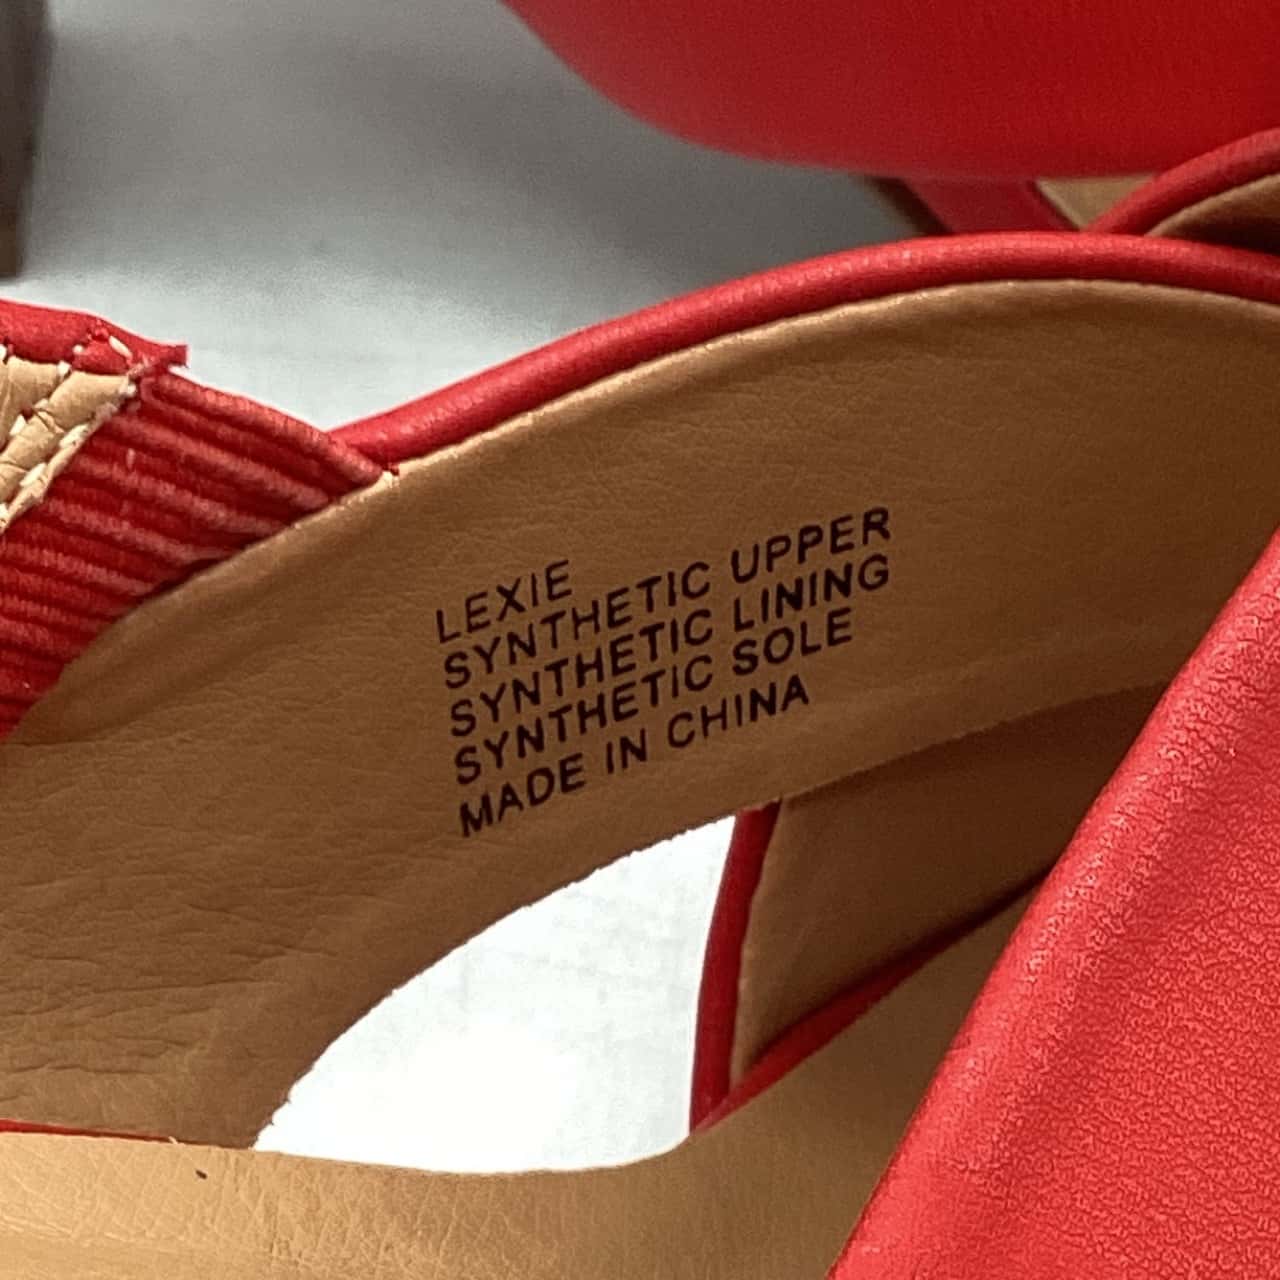 LEXIE
SYNTHETIC UPPER
SYNTHETIC LINING
SYNTHETIC SOLE
MADE IN CHINA